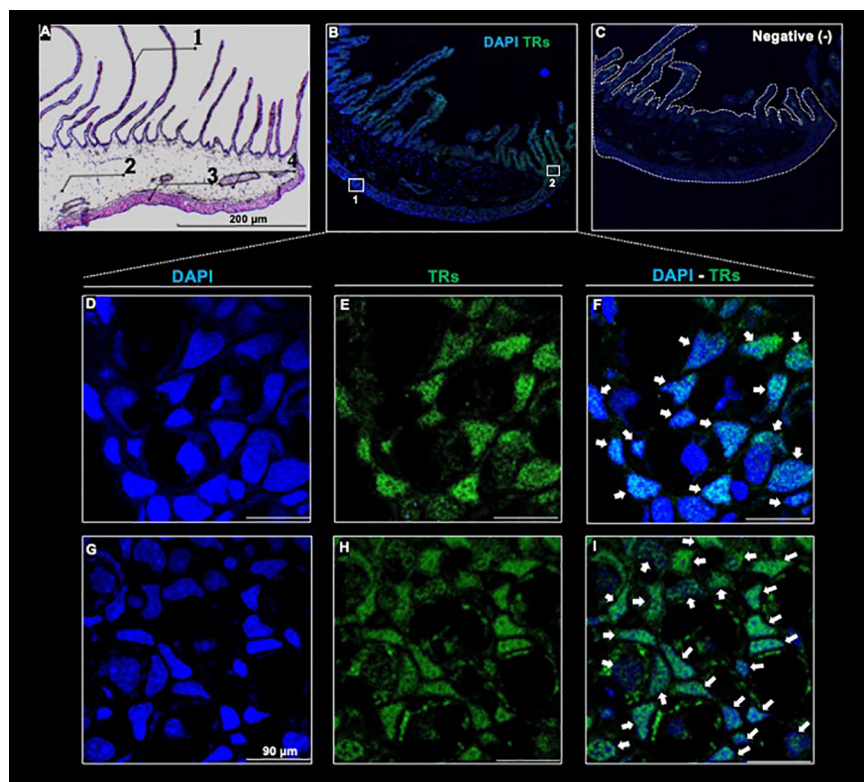 A
1
2
3
4
200 µm
B
DAPI TRs
1
2
C
Negative (-)
DAPI
TRs
DAPI - TRs
D
E
F
G
90 µm
H
I